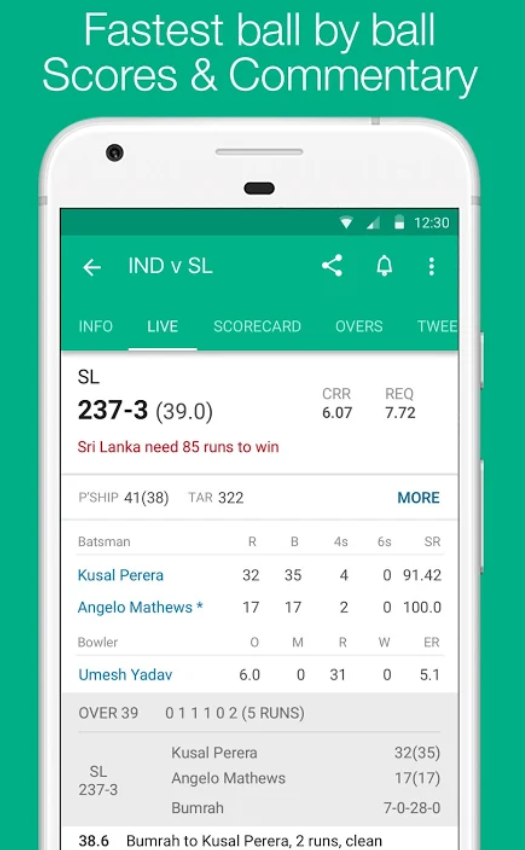 Fastest ball by ball
Scores & Commentary
12:30
IND v SL
INFO LIVE SCORECARD OVERS TWEE
SL
237-3 (39.0)
CRR REQ
6.07 7.72
Sri Lanka need 85 runs to win
P'SHIP 41(38) TAR 322 MORE
Batsman R B 4s 6s SR
Kusal Perera 32 35 4 0 91.42
Angelo Mathews * 17 17 2 0 100.0
Bowler O M R W ER
Umesh Yadav 6.0 0 31 0 5.1
OVER 39 0 1 1 1 0 2 (5 RUNS)
SL
237-3
Kusal Perera 32(35)
Angelo Mathews 17(17)
Bumrah 7-0-28-0
38.6 Bumrah to Kusal Perera, 2 runs, clean